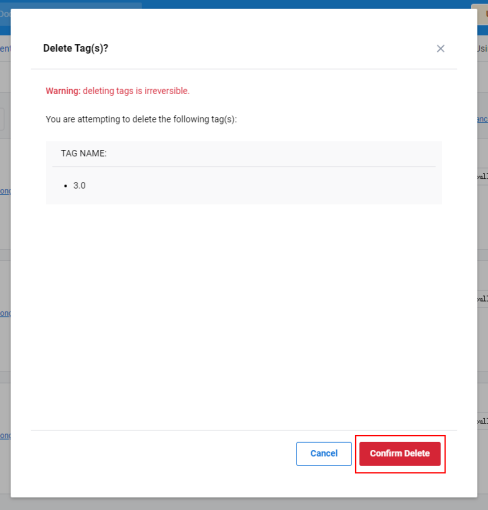 Delete Tag(s)?
Warning: deleting tags is irreversible.
You are attempting to delete the following tag(s):
TAG NAME:
3.0
Cancel
Confirm Delete